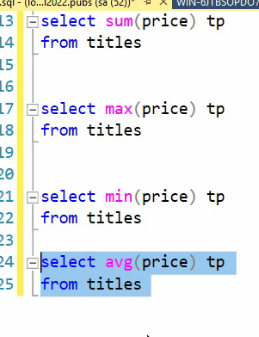 .sql - (lo...l2022.pubs (sa (52))*
WIN-6JTBSOPDO7
13 select sum(price) tp
14 from titles
15
16
17 select max(price) tp
18 from titles
19
20
21 select min(price) tp
22 from titles
23
24 select avg(price) tp
25 from titles